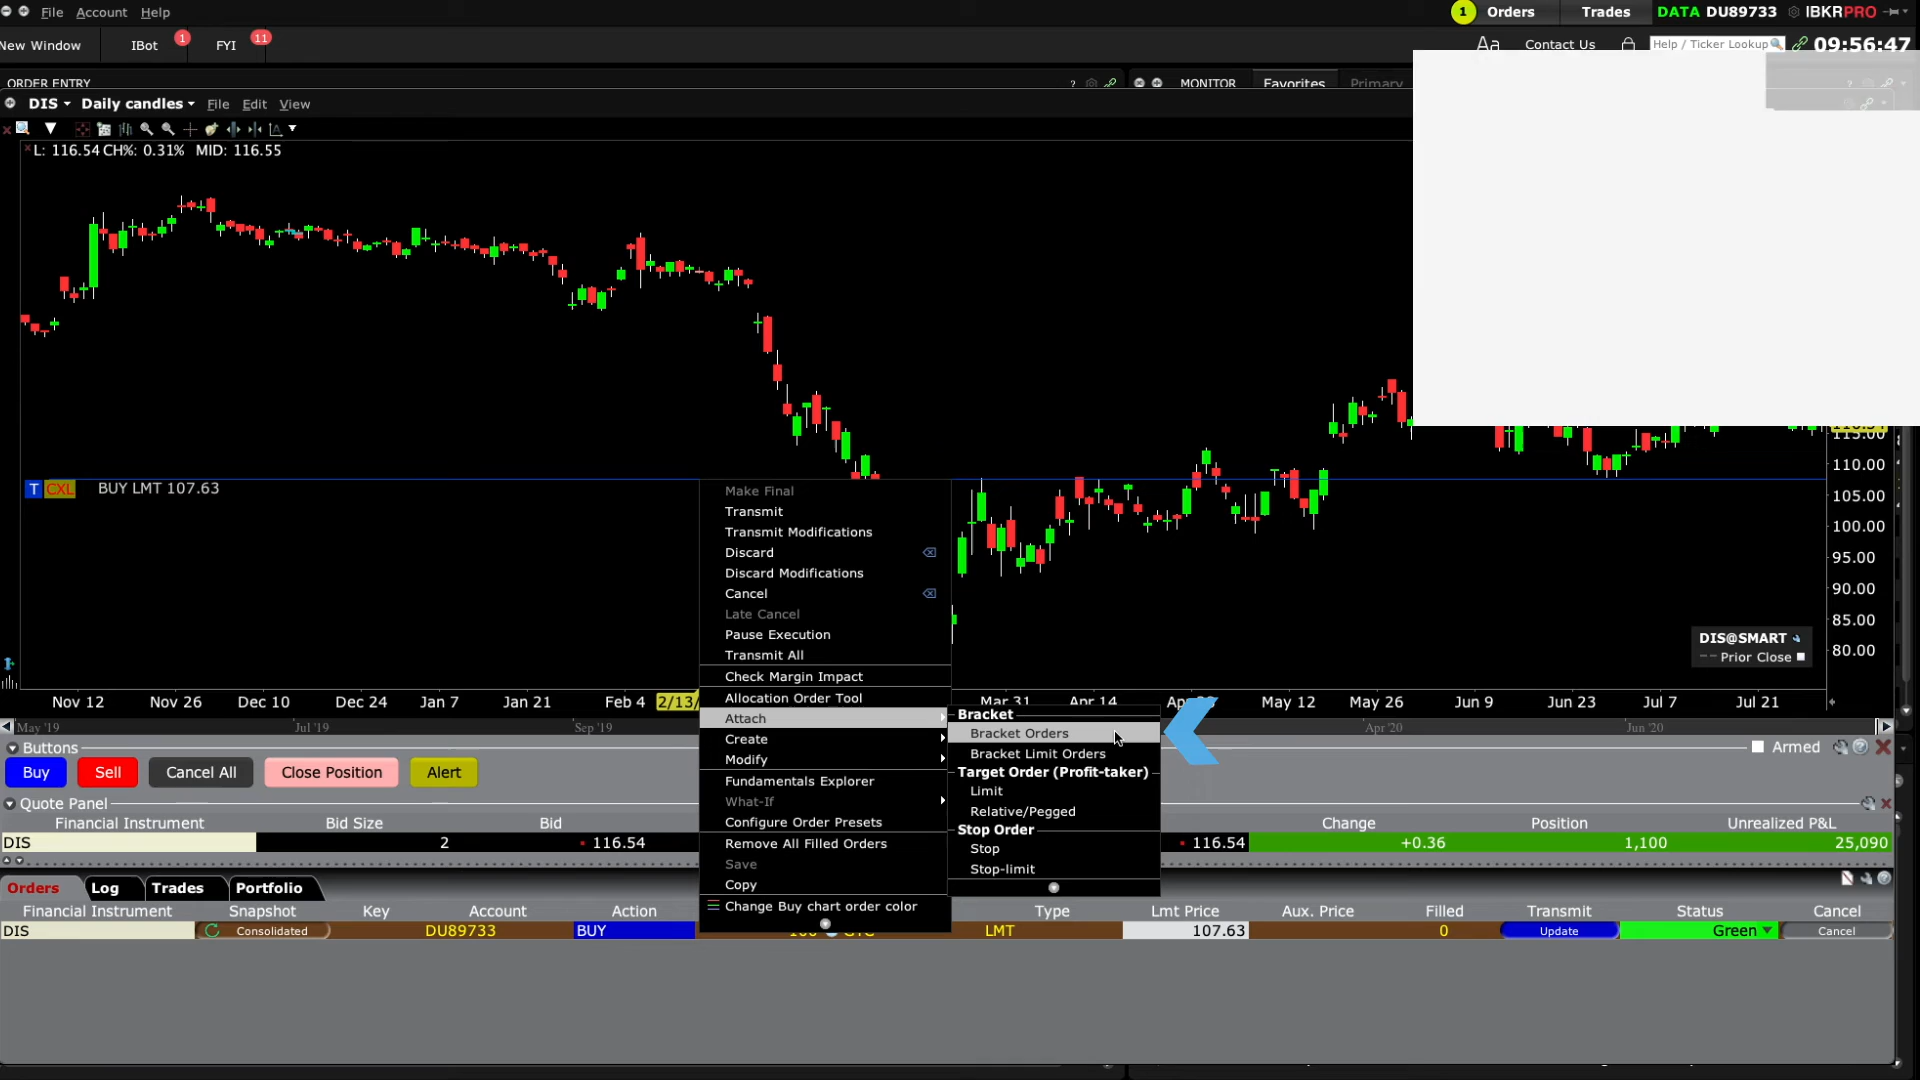 File Account Help
1 Orders Trades DATA DU89733 IBKRPRO
New Window IBot 1 FYI 11
Aa Contact Us Help / Ticker Lookup 09:56:47
ORDER ENTRY ? MONITOR Favorites Primary
DIS Daily candles File Edit View
L: 116.54 CH%: 0.31% MID: 116.55
115.00
110.00
T CXL BUY LMT 107.63
105.00
100.00
95.00
90.00
85.00
80.00
DIS@SMART
Prior Close
Make Final
Transmit
Transmit Modifications
Discard
Discard Modifications
Cancel
Late Cancel
Pause Execution
Transmit All
Check Margin Impact
Allocation Order Tool
Attach
Create
Modify
Fundamentals Explorer
What-If
Configure Order Presets
Remove All Filled Orders
Save
Copy
Change Buy chart order color
Bracket
Bracket Orders
Bracket Limit Orders
Target Order (Profit-taker)
Limit
Relative/Pegged
Stop Order
Stop
Stop-limit
Nov 12 Nov 26 Dec 10 Dec 24 Jan 7 Jan 21 Feb 4 2/13/ Mar 31 Apr 14 May 12 May 26 Jun 9 Jun 23 Jul 7 Jul 21
May '19 Jul '19 Sep '19 Apr '20 Jun '20
Buttons Armed
Buy Sell Cancel All Close Position Alert
Quote Panel
Financial Instrument Bid Size Bid Change Position Unrealized P&L
DIS 2 116.54 116.54 +0.36 1,100 25,090
Orders Log Trades Portfolio
Financial Instrument Snapshot Key Account Action Type Lmt Price Aux. Price Filled Transmit Status Cancel
DIS Consolidated DU89733 BUY LMT 107.63 0 Update Green Cancel